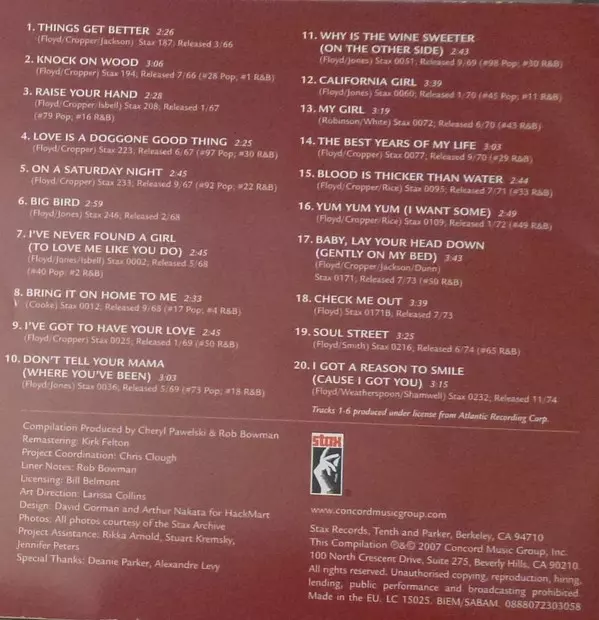 1. THINGS GET BETTER 2:26
(Floyd/Cropper/Jackson) Stax 187; Released 3/66
2. KNOCK ON WOOD 3:06
(Floyd/Cropper) Stax 194; Released 7/66 (#28 Pop; #1 R&B)
3. RAISE YOUR HAND 2:28
(Floyd/Cropper/Isbell) Stax 208; Released 1/67
(#79 Pop; #16 R&B)
4. LOVE IS A DOGGONE GOOD THING 2:25
(Floyd/Cropper) Stax 223; Released 6/67 (#97 Pop; #30 R&B)
5. ON A SATURDAY NIGHT 2:45
(Floyd/Cropper) Stax 233; Released 9/67 (#92 Pop; #22 R&B)
6. BIG BIRD 2:59
(Floyd/Jones) Stax 246; Released 2/68
7. I'VE NEVER FOUND A GIRL
(TO LOVE ME LIKE YOU DO) 2:45
(Floyd/Jones/Isbell) Stax 0002; Released 5/68
(#40 Pop; #2 R&B)
8. BRING IT ON HOME TO ME 2:33
(Cooke) Stax 0012; Released 9/68 (#17 Pop; #4 R&B)
9. I'VE GOT TO HAVE YOUR LOVE 2:45
(Floyd/Cropper) Stax 0025; Released 1/69 (#50 R&B)
10. DON'T TELL YOUR MAMA
(WHERE YOU'VE BEEN) 3:03
(Floyd/Jones) Stax 0036; Released 5/69 (#73 Pop; #18 R&B)
11. WHY IS THE WINE SWEETER
(ON THE OTHER SIDE) 2:43
(Floyd/Jones) Stax 0051; Released 9/69 (#98 Pop; #30 R&B)
12. CALIFORNIA GIRL 3:39
(Floyd/Jones) Stax 0060; Released 1/70 (#45 Pop; #11 R&B)
13. MY GIRL 3:19
(Robinson/White) Stax 0072; Released 6/70 (#43 R&B)
14. THE BEST YEARS OF MY LIFE 3:03
(Floyd/Cropper) Stax 0077; Released 9/70 (#29 R&B)
15. BLOOD IS THICKER THAN WATER 2:44
(Floyd/Cropper/Rice) Stax 0095; Released 7/71 (#33 R&B)
16. YUM YUM YUM (I WANT SOME) 2:49
(Floyd/Cropper/Rice) Stax 0109; Released 1/72 (#49 R&B)
17. BABY, LAY YOUR HEAD DOWN
(GENTLY ON MY BED) 3:43
(Floyd/Cropper/Jackson/Dunn)
Stax 0171; Released 7/73 (#50 R&B)
18. CHECK ME OUT 3:39
(Floyd) Stax 0171B, Released 7/73
19. SOUL STREET 3:25
(Floyd/Smith) Stax 0216; Released 6/74 (#65 R&B)
20. I GOT A REASON TO SMILE
(CAUSE I GOT YOU) 3:15
(Floyd/Weatherspoon/Shamwell) Stax 0232; Released 11/74
Tracks 1-6 produced under license from Atlantic Recording Corp.
Compilation Produced by Cheryl Pawelski & Rob Bowman
Remastering: Kirk Felton
Project Coordination: Chris Clough
Liner Notes: Rob Bowman
Licensing: Bill Belmont
Art Direction: Larissa Collins
Design: David Gorman and Arthur Nakata for HackMart
Photos: All photos courtesy of the Stax Archive
Project Assistance: Rikka Arnold, Stuart Kremsky,
Jennifer Peters
Special Thanks: Deanie Parker, Alexandre Levy
stax
www.concordmusicgroup.com
Stax Records, Tenth and Parker, Berkeley, CA 94710
This Compilation ℗&© 2007 Concord Music Group, Inc.
100 North Crescent Drive, Suite 275, Beverly Hills, CA 90210.
All rights reserved. Unauthorised copying, reproduction, hiring,
lending, public performance and broadcasting prohibited.
Made in the EU. LC 15025. BIEM/SABAM. 0888072303058